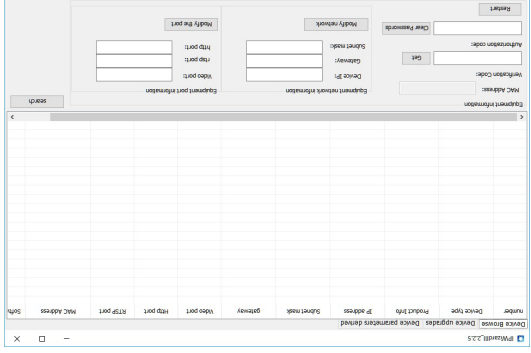 IPWizardIII_2.2.5
Device Browse Device upgrades Device parameters derived
number Device type Product Info IP address Subnet mask gateway Video port Http port RTSP port MAC Address Softv
Equipment information
MAC Address:
Verification Code:
Get
Authorization code:
Clear Passwords
Restart
Equipment network information
Device IP:
Gateway:
Subnet mask:
Modify network
Equipment port information
Video port:
rtsp port:
http port:
Modify the port
search